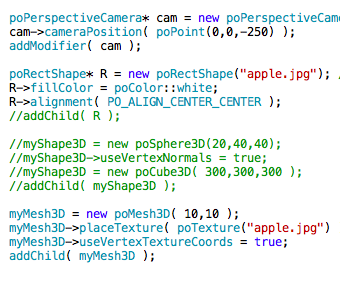 poPerspectiveCamera* cam = new poPerspectiveCam
cam->cameraPosition( poPoint(0,0,-250) );
addModifier( cam );
poRectShape* R = new poRectShape("apple.jpg"); /
R->fillColor = poColor::white;
R->alignment( PO_ALIGN_CENTER_CENTER );
//addChild( R );
//myShape3D = new poSphere3D(20,40,40);
//myShape3D->useVertexNormals = true;
//myShape3D = new poCube3D( 300,300,300 );
//addChild( myShape3D );
myMesh3D = new poMesh3D( 10,10 );
myMesh3D->placeTexture( poTexture("apple.jpg")
myMesh3D->useVertexTextureCoords = true;
addChild( myMesh3D );